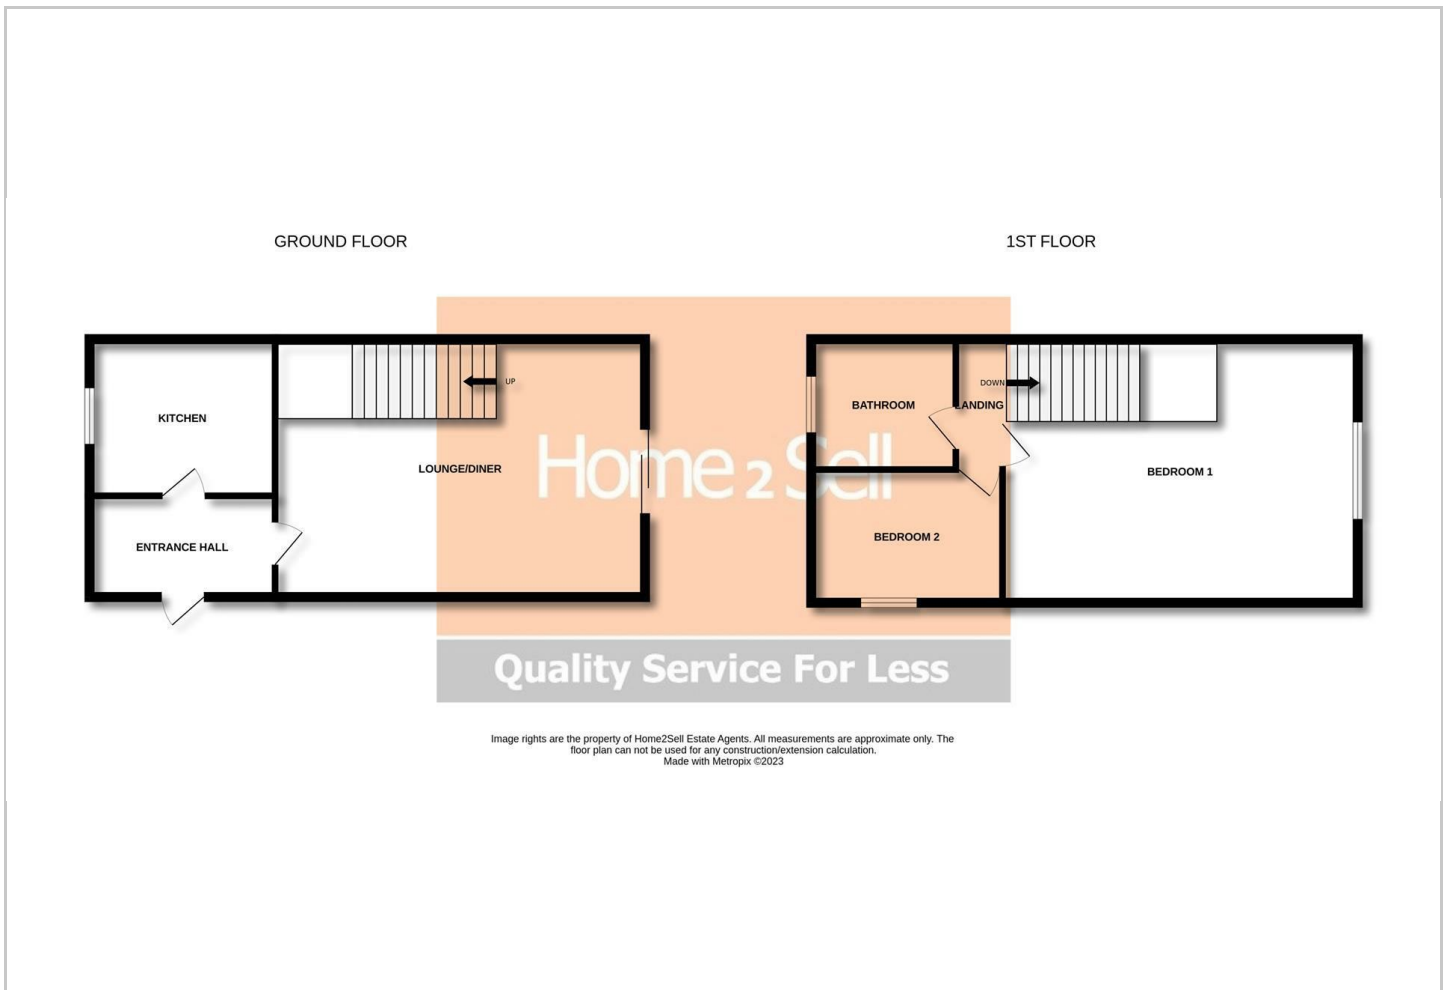 GROUND FLOOR
1ST FLOOR
KITCHEN
UP
LOUNGE/DINER
ENTRANCE HALL
BATHROOM
DOWN
LANDING
BEDROOM 1
BEDROOM 2
Home2Sell
Quality Service For Less
Image rights are the property of Home2Sell Estate Agents. All measurements are approximate only. The
floor plan can not be used for any construction/extension calculation.
Made with Metropix ©2023